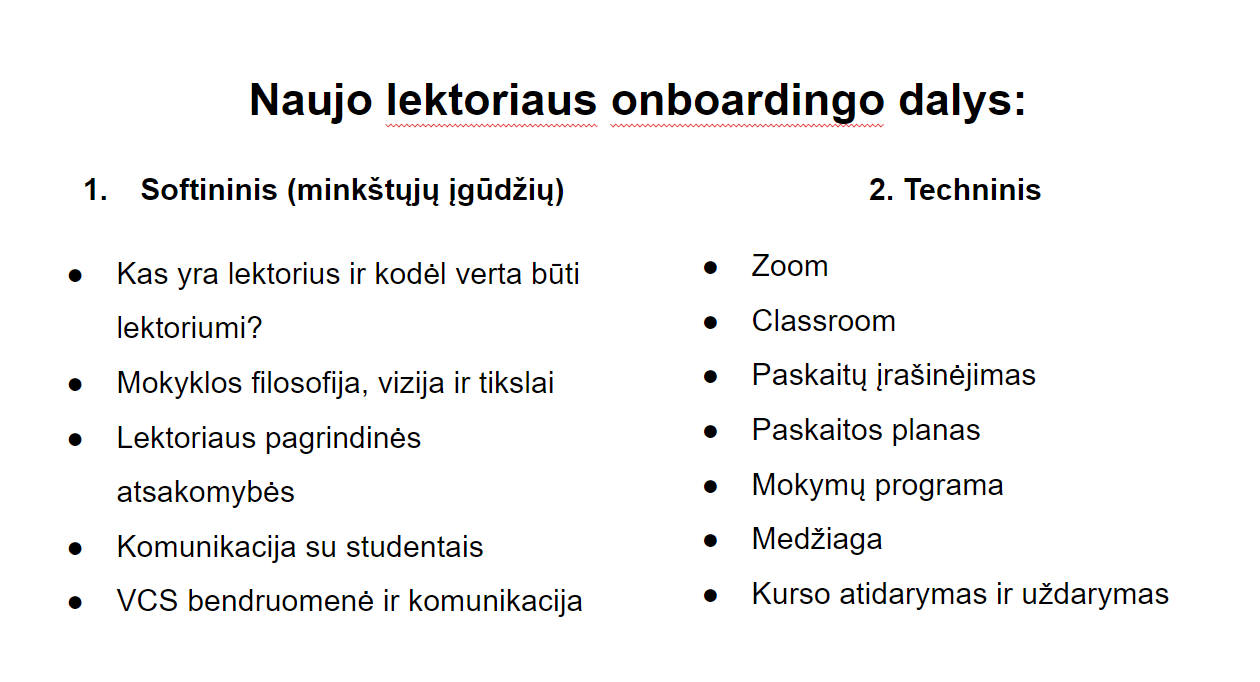 Naujo lektoriaus onboardingo dalys:
1. Softininis (minkštųjų įgūdžių)
● Kas yra lektorius ir kodėl verta būti
lektoriumi?
● Mokyklos filosofija, vizija ir tikslai
● Lektoriaus pagrindinės
atsakomybės
● Komunikacija su studentais
● VCS bendruomenė ir komunikacija
2. Techninis
● Zoom
● Classroom
● Paskaitų įrašinėjimas
● Paskaitos planas
● Mokymų programa
● Medžiaga
● Kurso atidarymas ir uždarymas